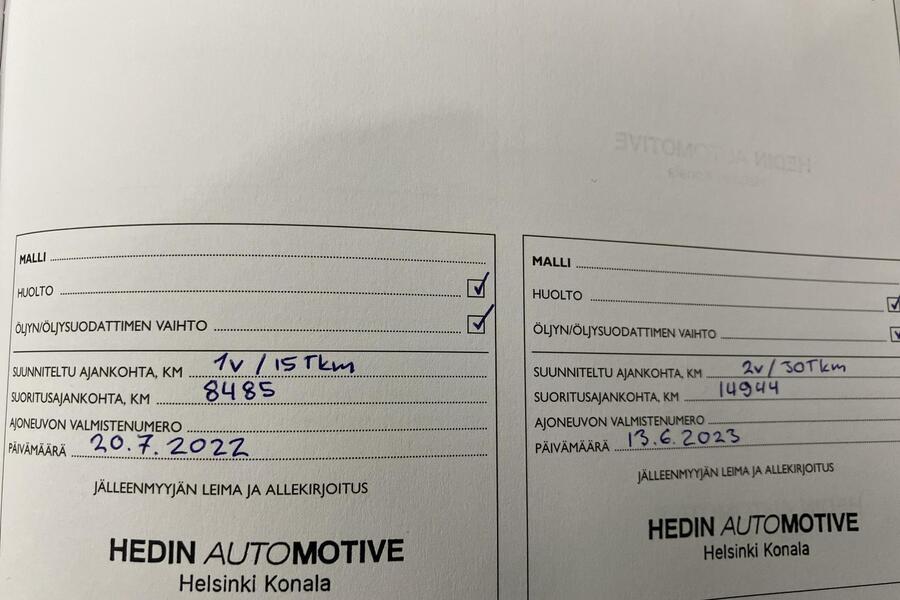 MALLI
HUOLTO
ÖLJYN/ÖLJYSUODATTIMEN VAIHTO
SUUNNITELTU AJANKOHTA, KM 1v / 15 Tkm
SUORITUSAJANKOHTA, KM 8485
AJONEUVON VALMISTENUMERO
PÄIVÄMÄÄRÄ 20.7.2022
JÄLLEENMYYJÄN LEIMA JA ALLEKIRJOITUS
HEDIN AUTOMOTIVE
Helsinki Konala
MALLI
HUOLTO
ÖLJYN/ÖLJYSUODATTIMEN VAIHTO
SUUNNITELTU AJANKOHTA, KM 2v / 30Tkm
SUORITUSAJANKOHTA, KM 14944
AJONEUVON VALMISTENUMERO
PÄIVÄMÄÄRÄ 13.6.2023
JÄLLEENMYYJÄN LEIMA JA ALLEKIRJOITUS
HEDIN AUTOMOTIVE
Helsinki Konala